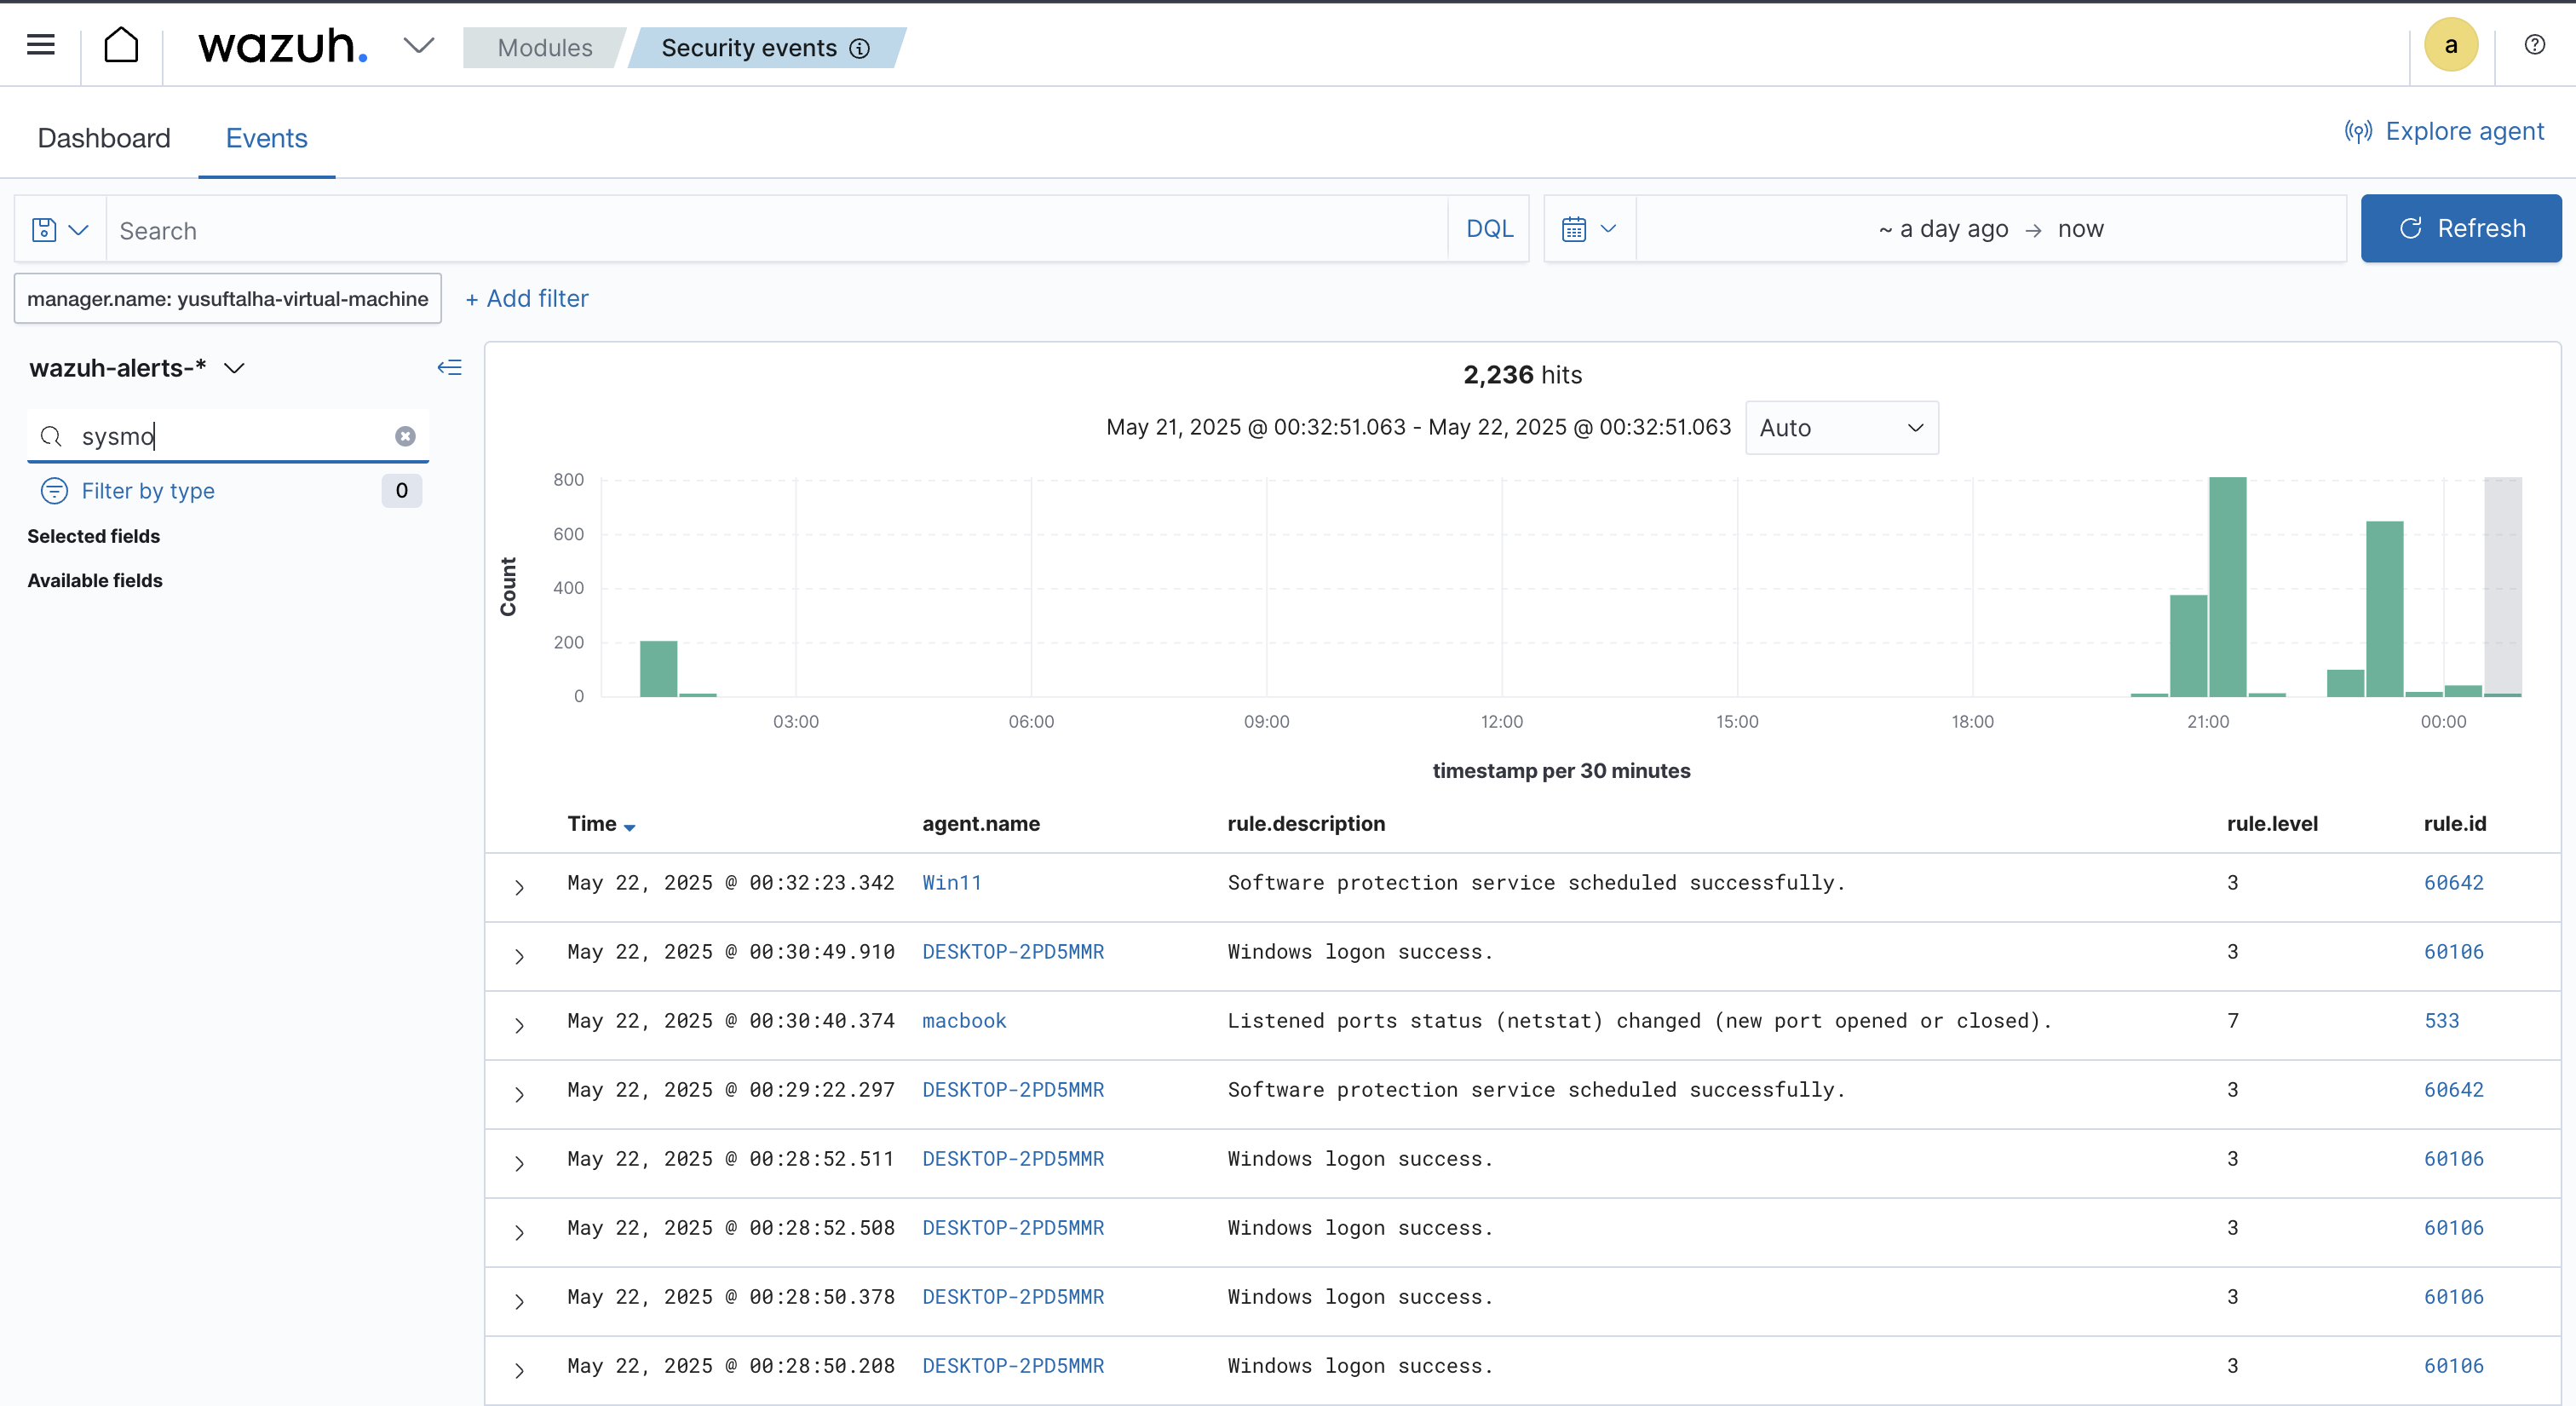 wazuh.
Modules
Security events
a
Dashboard
Events
Explore agent
Search
DQL
~ a day ago → now
Refresh
manager.name: yusuftalha-virtual-machine
+ Add filter
wazuh-alerts-*
sysmo
Filter by type
0
Selected fields
Available fields
2,236 hits
May 21, 2025 @ 00:32:51.063 - May 22, 2025 @ 00:32:51.063
Auto
Count
800
600
400
200
0
03:00 06:00 09:00 12:00 15:00 18:00 21:00 00:00
timestamp per 30 minutes
Time agent.name rule.description rule.level rule.id
May 22, 2025 @ 00:32:23.342 Win11 Software protection service scheduled successfully. 3 60642
May 22, 2025 @ 00:30:49.910 DESKTOP-2PD5MMR Windows logon success. 3 60106
May 22, 2025 @ 00:30:40.374 macbook Listened ports status (netstat) changed (new port opened or closed). 7 533
May 22, 2025 @ 00:29:22.297 DESKTOP-2PD5MMR Software protection service scheduled successfully. 3 60642
May 22, 2025 @ 00:28:52.511 DESKTOP-2PD5MMR Windows logon success. 3 60106
May 22, 2025 @ 00:28:52.508 DESKTOP-2PD5MMR Windows logon success. 3 60106
May 22, 2025 @ 00:28:50.378 DESKTOP-2PD5MMR Windows logon success. 3 60106
May 22, 2025 @ 00:28:50.208 DESKTOP-2PD5MMR Windows logon success. 3 60106